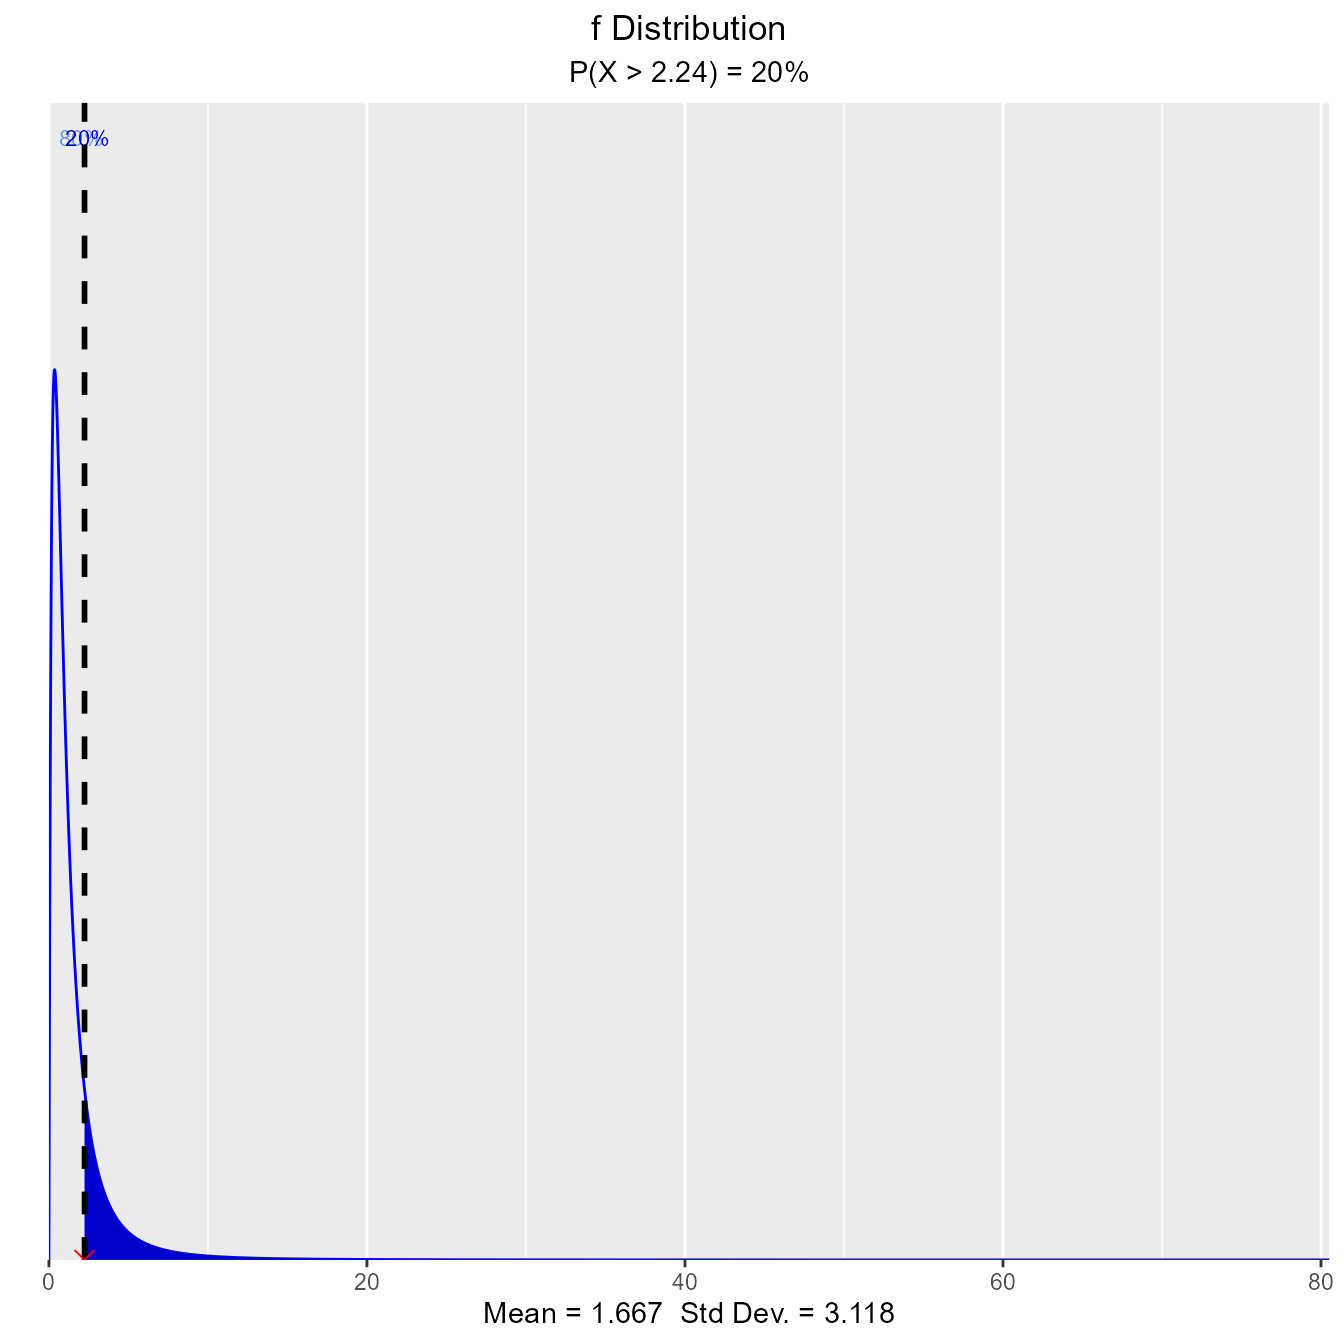 f Distribution
P(X > 2.24) = 20%
20%
0 20 40 60 80
Mean = 1.667 Std Dev. = 3.118